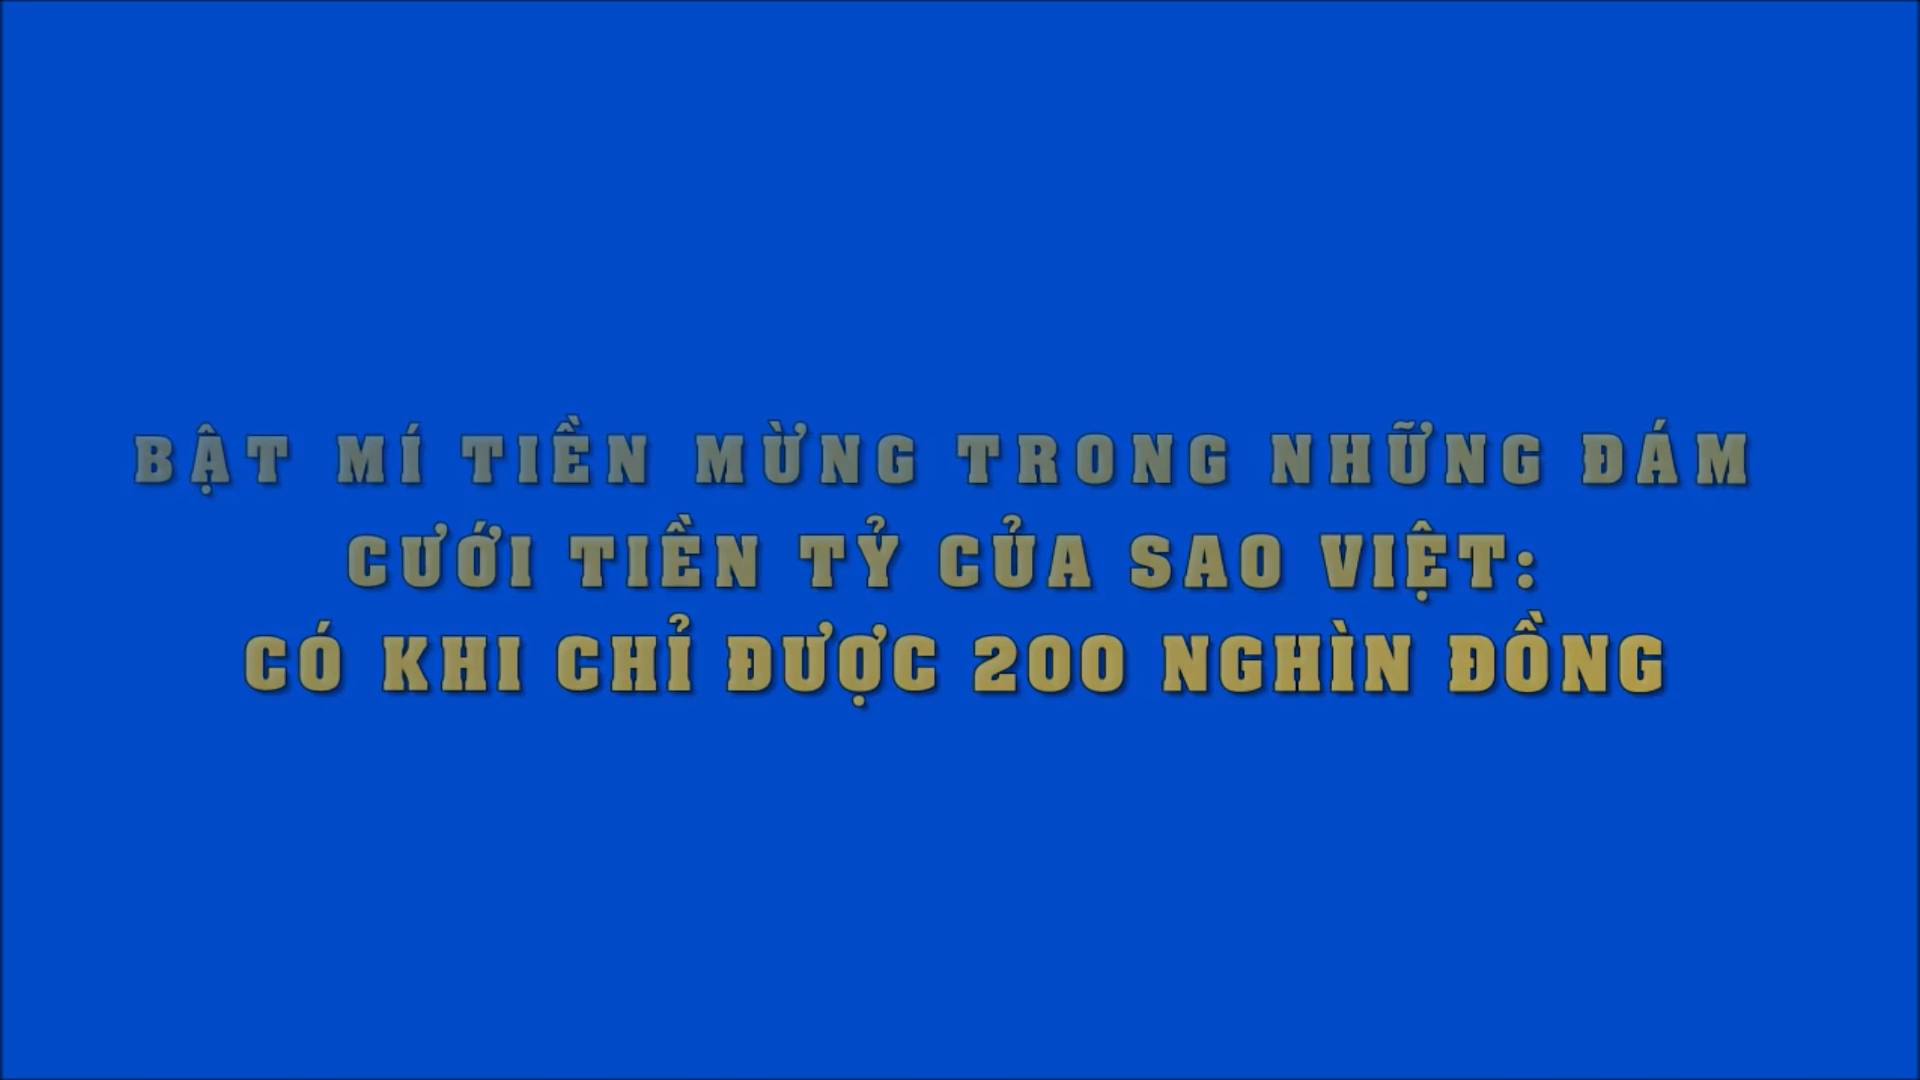 BẬT MÍ TIỀN MỪNG TRONG NHỮNG ĐÁM
CƯỚI TIỀN TỶ CỦA SAO VIỆT:
CÓ KHI CHỈ ĐƯỢC 200 NGHÌN ĐỒNG